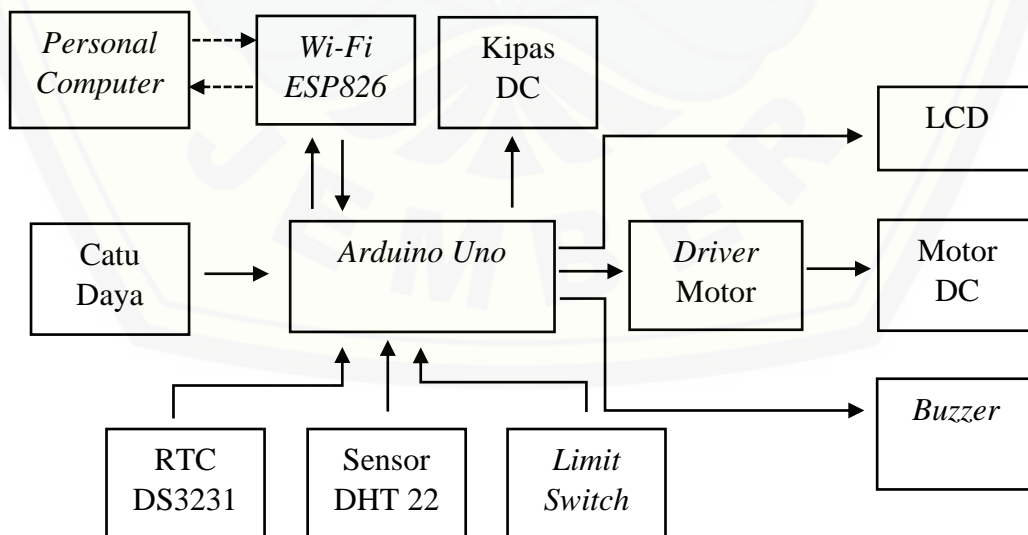 Personal
Computer
Wi-Fi
ESP826
Kipas
DC
LCD
Catu
Daya
Arduino Uno
Driver
Motor
Motor
DC
Buzzer
RTC
DS3231
Sensor
DHT 22
Limit
Switch
JEMBER